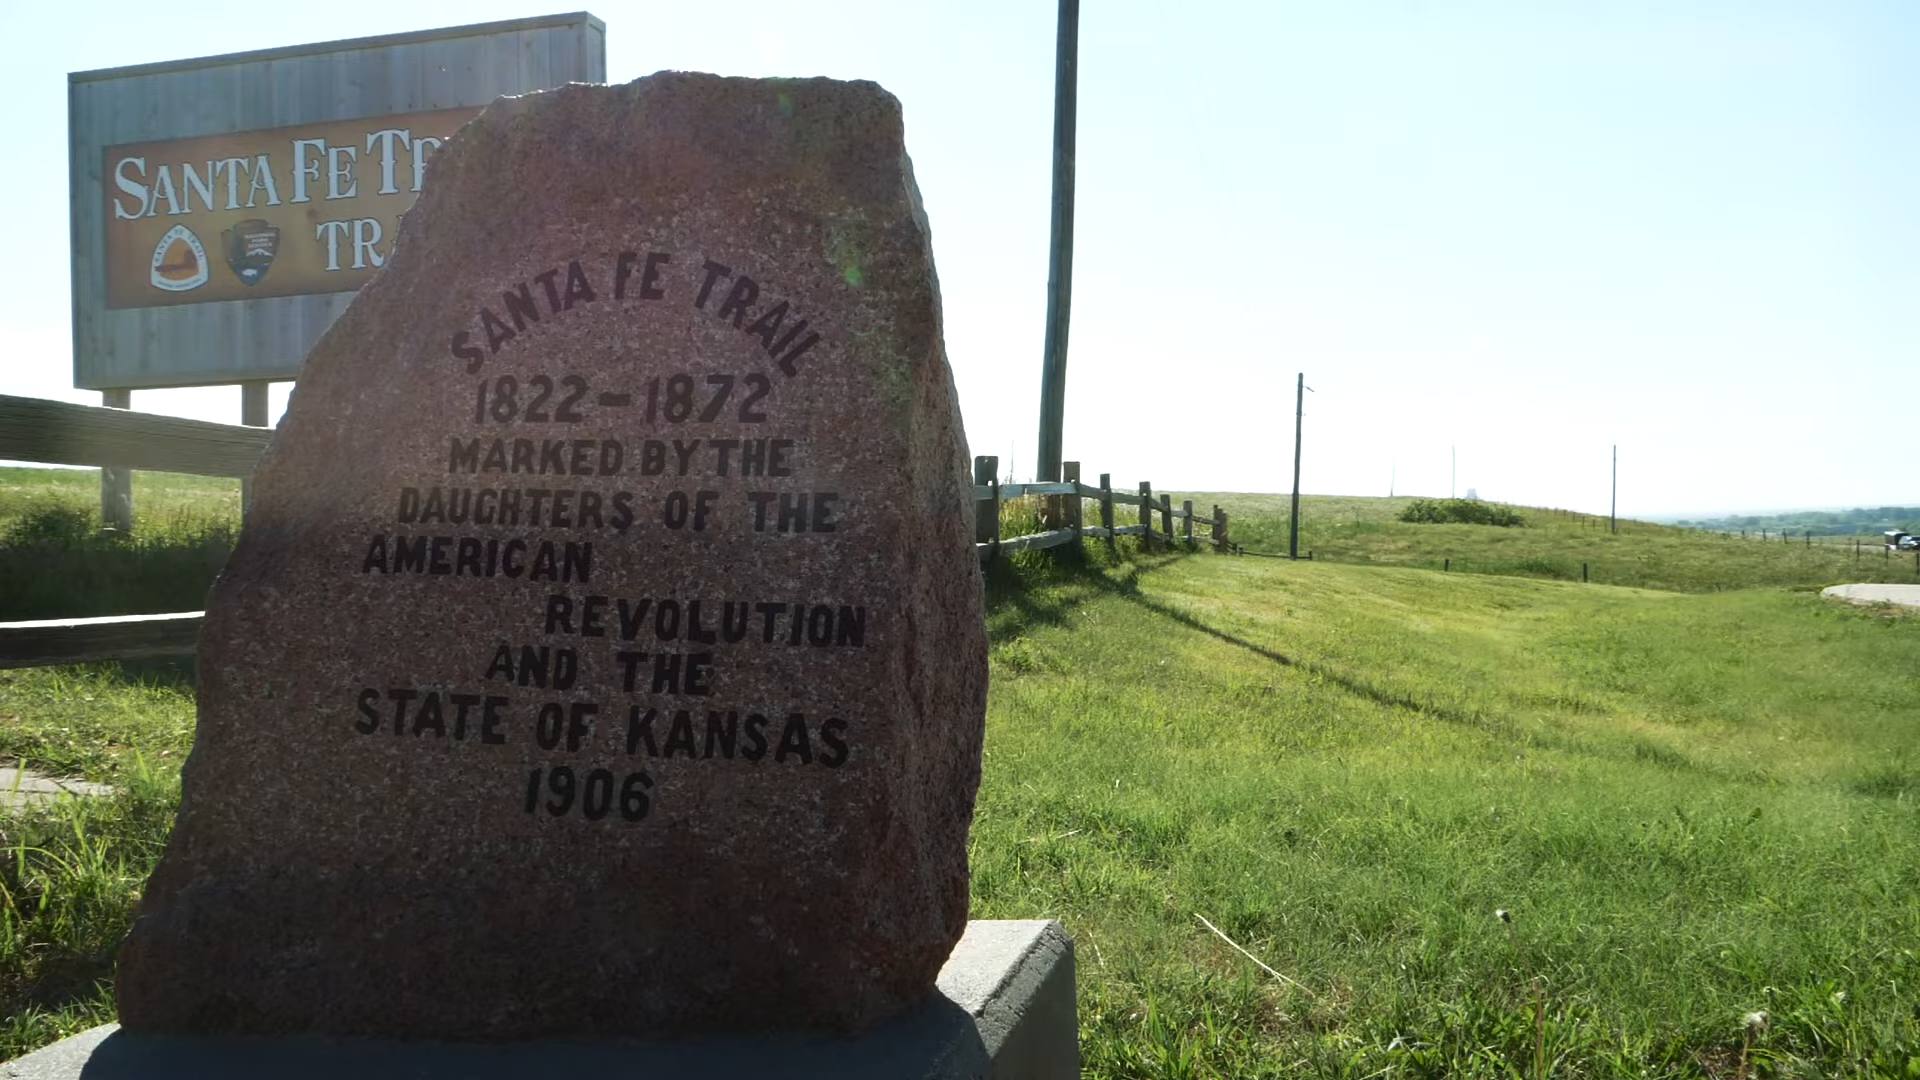 SANTA FE
TR
SANTA FE TRAIL
1822-1872
MARKED BY THE
DAUGHTERS OF THE
AMERICAN
REVOLUTION
AND THE
STATE OF KANSAS
1906